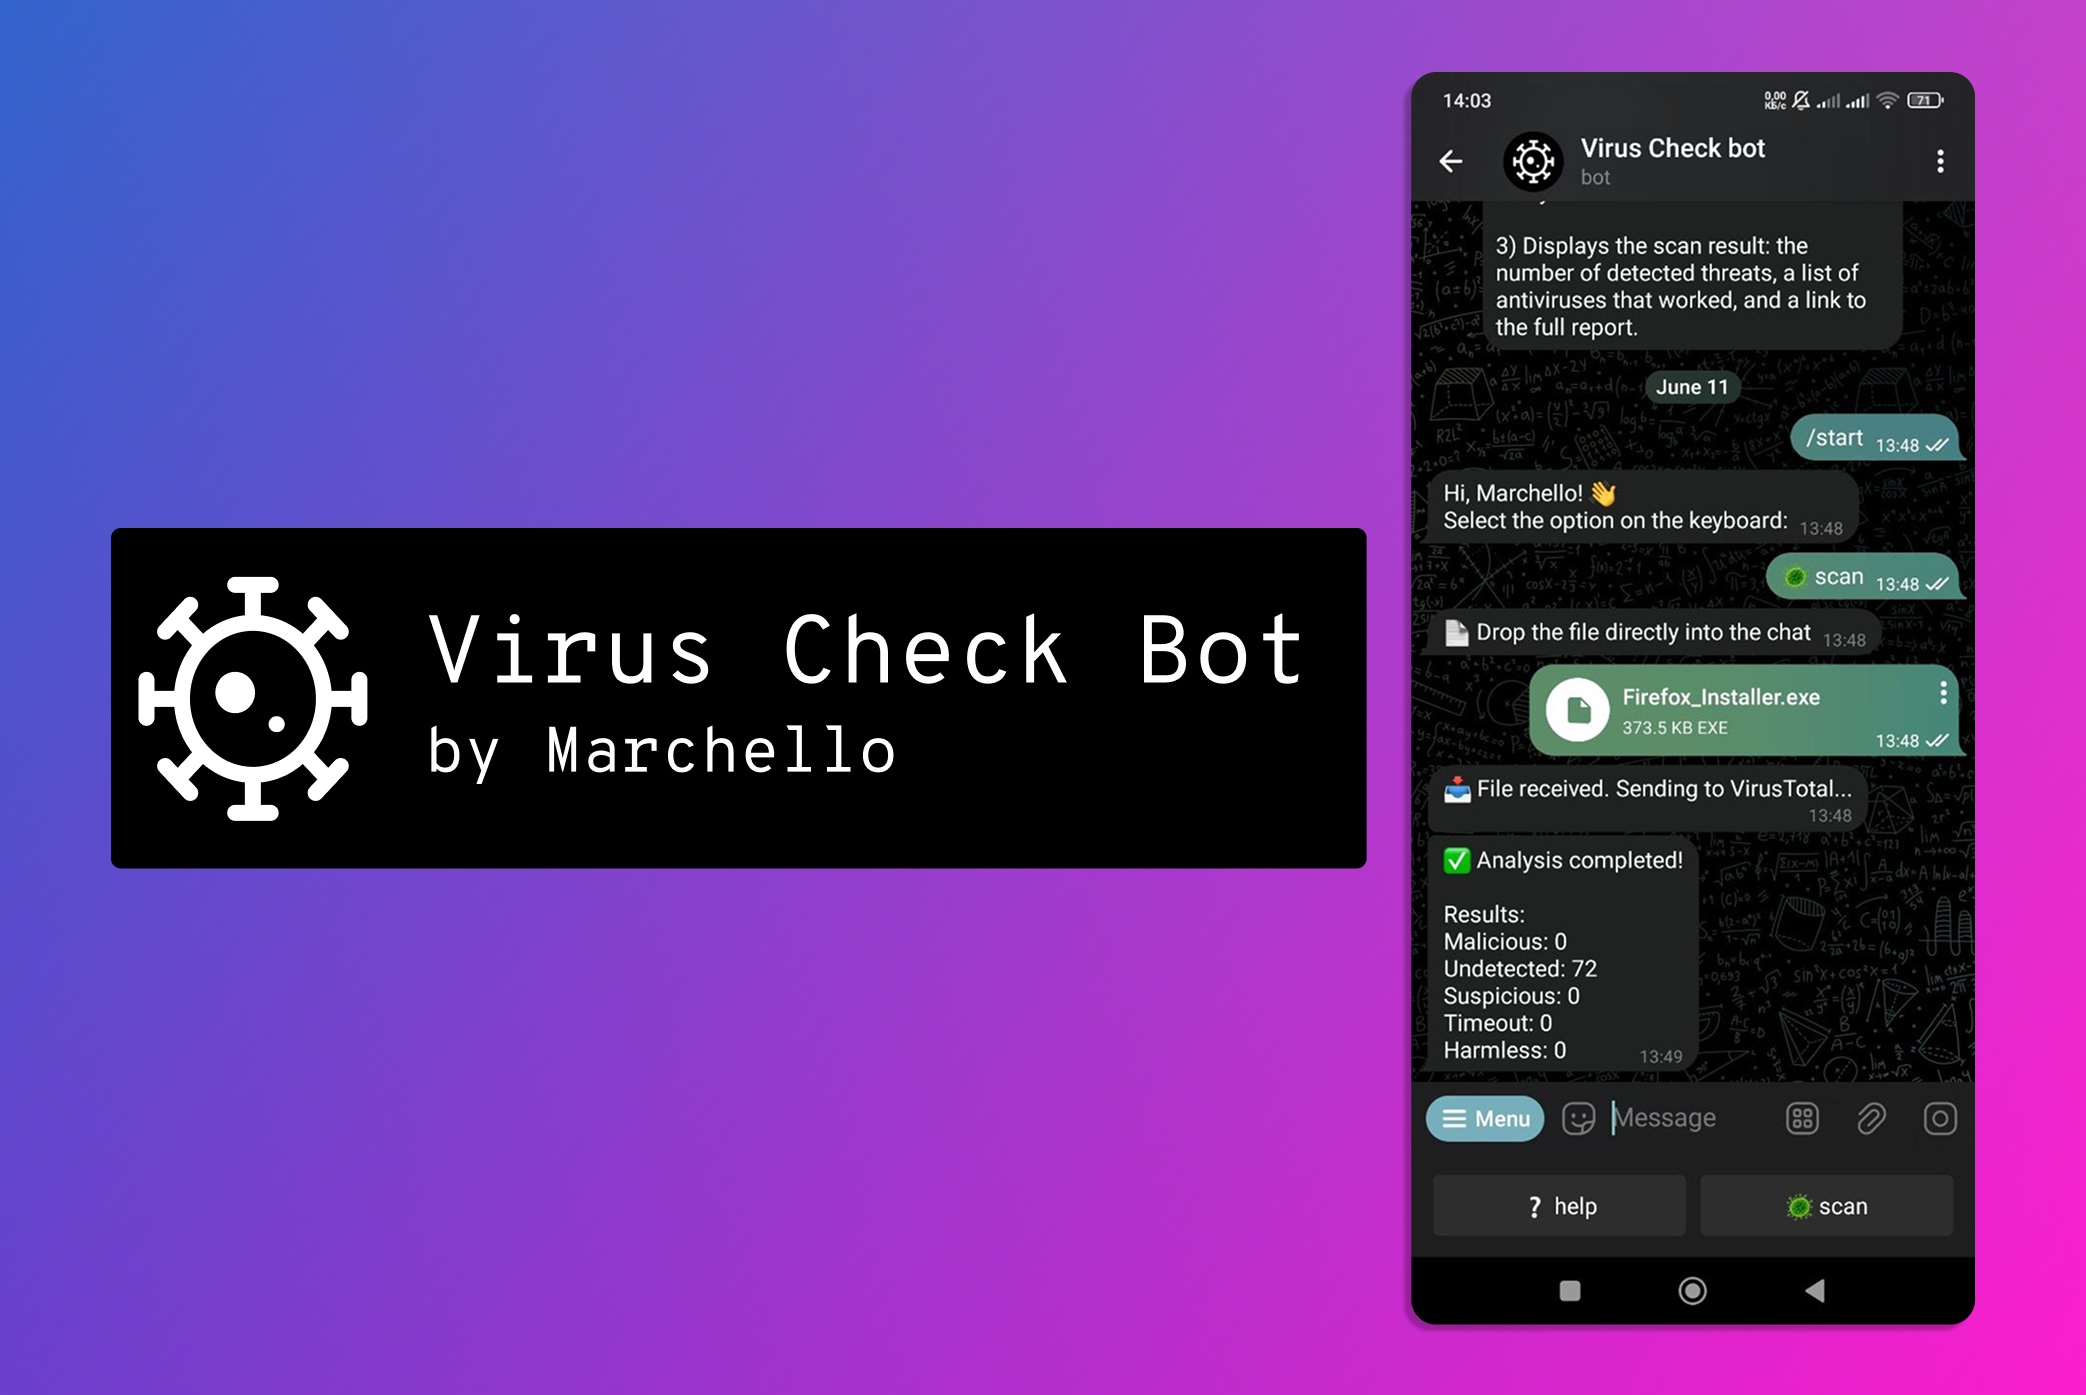 Virus Check Bot
by Marchello
14:03
0,00
КБ/с
71
Virus Check bot
bot
3) Displays the scan result: the
number of detected threats, a list of
antiviruses that worked, and a link to
the full report.
June 11
/start 13:48
Hi, Marchello! 👋
Select the option on the keyboard: 13:48
scan 13:48
Drop the file directly into the chat 13:48
Firefox_Installer.exe
373.5 KB EXE
13:48
File received. Sending to VirusTotal...
13:48
✅ Analysis completed!
Results:
Malicious: 0
Undetected: 72
Suspicious: 0
Timeout: 0
Harmless: 0 13:49
Menu Message
? help
scan